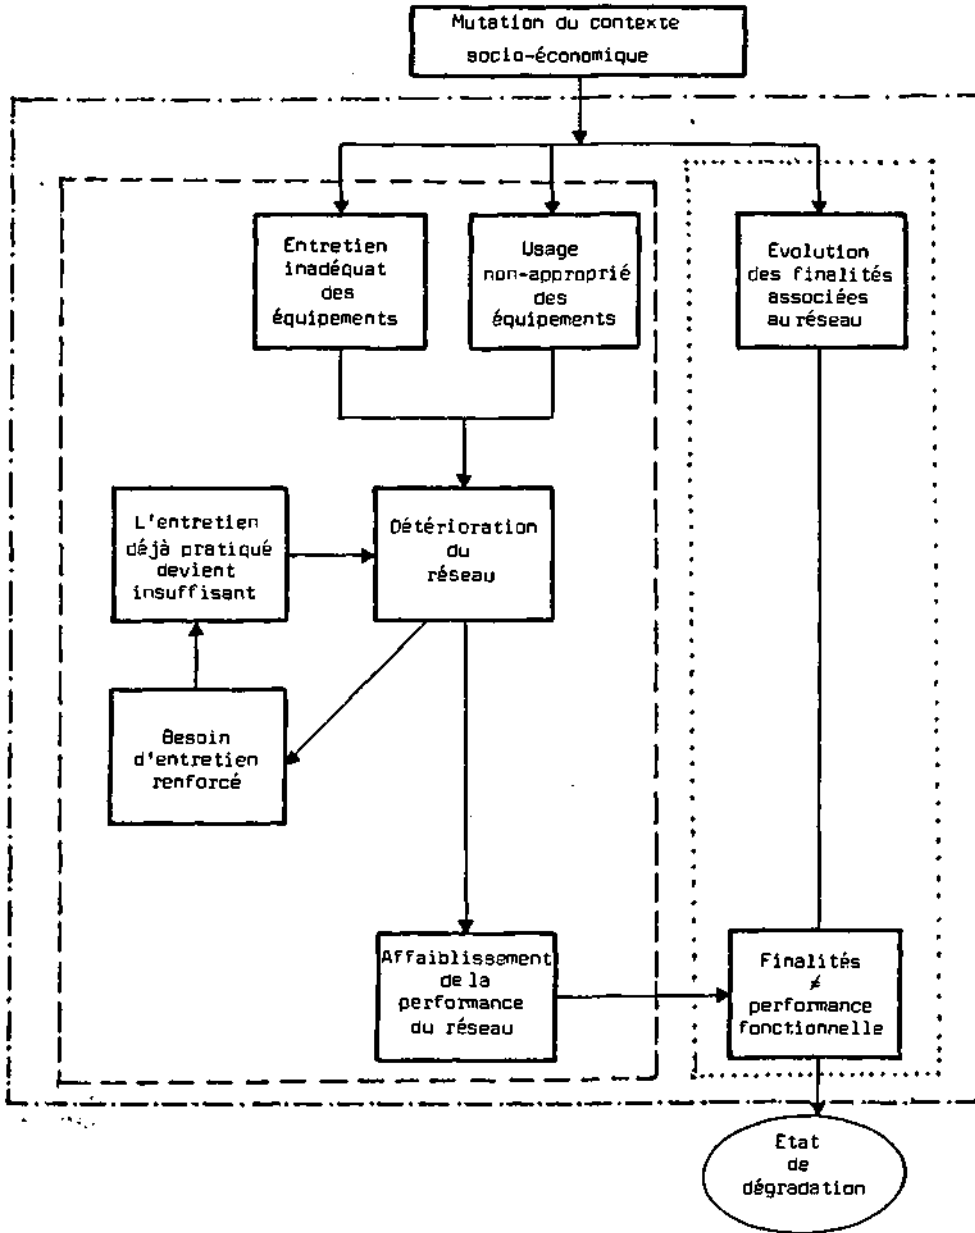 Mutation du contexte
socio-économique
Entretien
inadéquat
des
équipements
Usage
non-approprié
des
équipements
Évolution
des finalités
associées
au réseau
L'entretien
déjà pratiqué
devient
insuffisant
Détérioration
du
réseau
Besoin
d'entretien
renforcé
Affaiblissement
de la
performance
du réseau
Finalités
≠
performance
fonctionnelle
État
de
dégradation